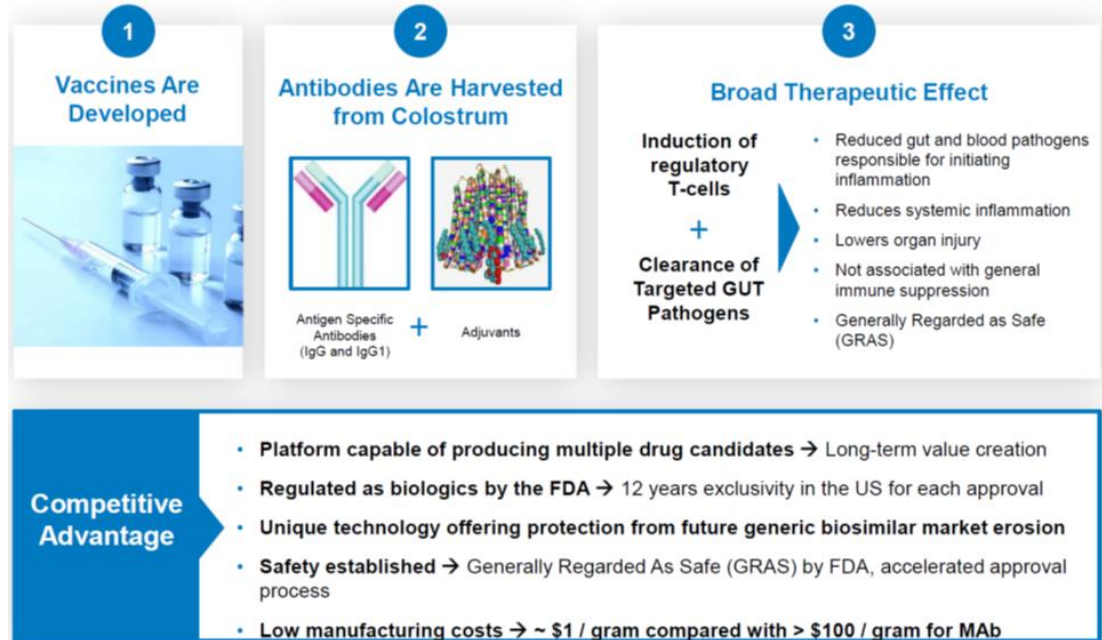 1
Vaccines Are
Developed
2
Antibodies Are Harvested
from Colostrum
Antigen Specific
Antibodies
(IgG and IgG1)
+
Adjuvants
3
Broad Therapeutic Effect
Induction of
regulatory
T-cells
+
Clearance of
Targeted GUT
Pathogens
• Reduced gut and blood pathogens
responsible for initiating
inflammation
• Reduces systemic inflammation
• Lowers organ injury
• Not associated with general
immune suppression
• Generally Regarded as Safe
(GRAS)
Competitive
Advantage
• Platform capable of producing multiple drug candidates → Long-term value creation
• Regulated as biologics by the FDA → 12 years exclusivity in the US for each approval
• Unique technology offering protection from future generic biosimilar market erosion
• Safety established → Generally Regarded As Safe (GRAS) by FDA, accelerated approval
process
• Low manufacturing costs → ~ $1 / gram compared with > $100 / gram for MAb